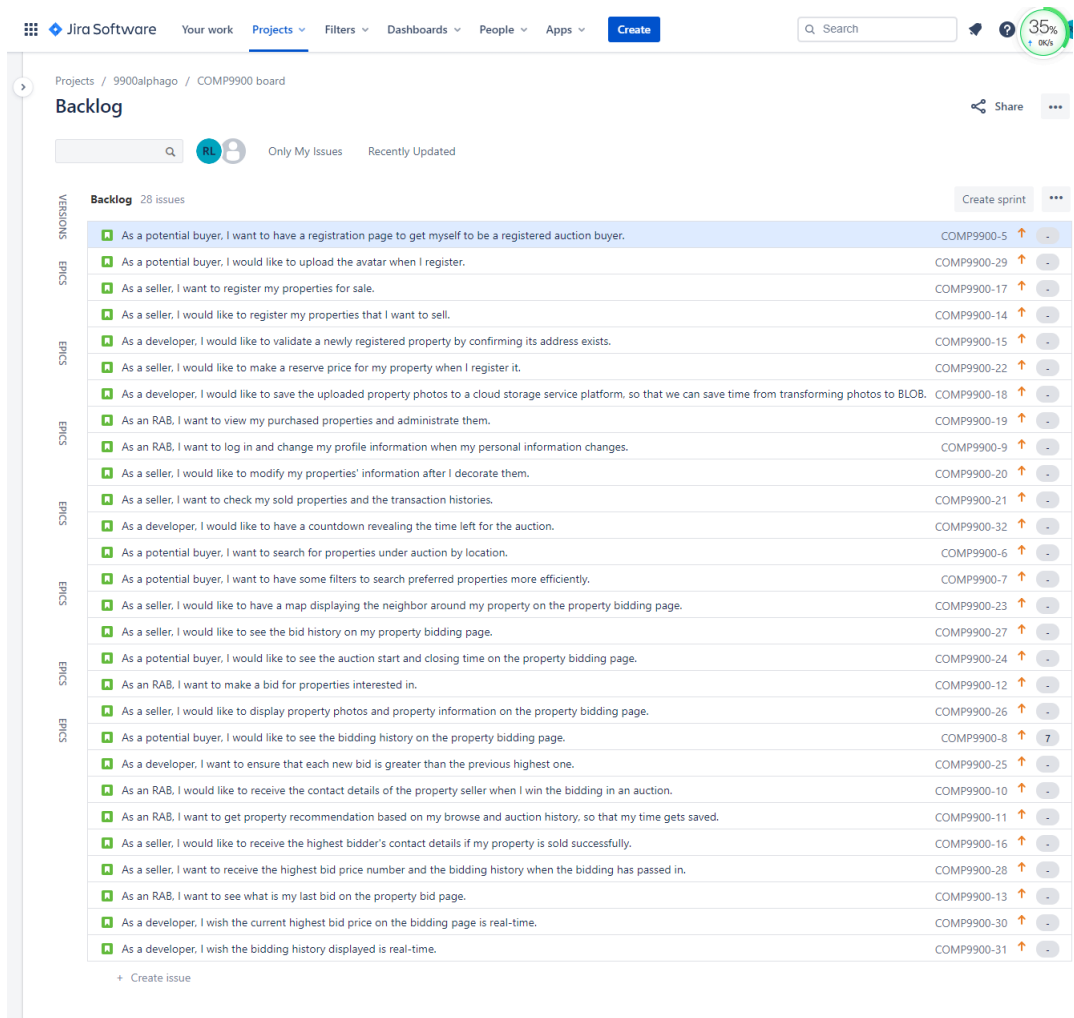 Jira Software Your work Projects Filters Dashboards People Apps Create Search
35%
0K/s
Projects / 9900alphago / COMP9900 board
Backlog
Share
RL Only My Issues Recently Updated
VERSIONS
EPICS
EPICS
EPICS
EPICS
EPICS
EPICS
EPICS
Backlog 28 issues Create sprint
As a potential buyer, I want to have a registration page to get myself to be a registered auction buyer. COMP9900-5 -
As a potential buyer, I would like to upload the avatar when I register. COMP9900-29 -
As a seller, I want to register my properties for sale. COMP9900-17 -
As a seller, I would like to register my properties that I want to sell. COMP9900-14 -
As a developer, I would like to validate a newly registered property by confirming its address exists. COMP9900-15 -
As a seller, I would like to make a reserve price for my property when I register it. COMP9900-22 -
As a developer, I would like to save the uploaded property photos to a cloud storage service platform, so that we can save time from transforming photos to BLOB. COMP9900-18 -
As an RAB, I want to view my purchased properties and administrate them. COMP9900-19 -
As an RAB, I want to log in and change my profile information when my personal information changes. COMP9900-9 -
As a seller, I would like to modify my properties' information after I decorate them. COMP9900-20 -
As a seller, I want to check my sold properties and the transaction histories. COMP9900-21 -
As a developer, I would like to have a countdown revealing the time left for the auction. COMP9900-32 -
As a potential buyer, I want to search for properties under auction by location. COMP9900-6 -
As a potential buyer, I want to have some filters to search preferred properties more efficiently. COMP9900-7 -
As a seller, I would like to have a map displaying the neighbor around my property on the property bidding page. COMP9900-23 -
As a seller, I would like to see the bid history on my property bidding page. COMP9900-27 -
As a potential buyer, I would like to see the auction start and closing time on the property bidding page. COMP9900-24 -
As an RAB, I want to make a bid for properties interested in. COMP9900-12 -
As a seller, I would like to display property photos and property information on the property bidding page. COMP9900-26 -
As a potential buyer, I would like to see the bidding history on the property bidding page. COMP9900-8 7
As a developer, I want to ensure that each new bid is greater than the previous highest one. COMP9900-25 -
As an RAB, I would like to receive the contact details of the property seller when I win the bidding in an auction. COMP9900-10 -
As an RAB, I want to get property recommendation based on my browse and auction history, so that my time gets saved. COMP9900-11 -
As a seller, I would like to receive the highest bidder's contact details if my property is sold successfully. COMP9900-16 -
As a seller, I want to receive the highest bid price number and the bidding history when the bidding has passed in. COMP9900-28 -
As an RAB, I want to see what is my last bid on the property bid page. COMP9900-13 -
As a developer, I wish the current highest bid price on the bidding page is real-time. COMP9900-30 -
As a developer, I wish the bidding history displayed is real-time. COMP9900-31 -
+ Create issue